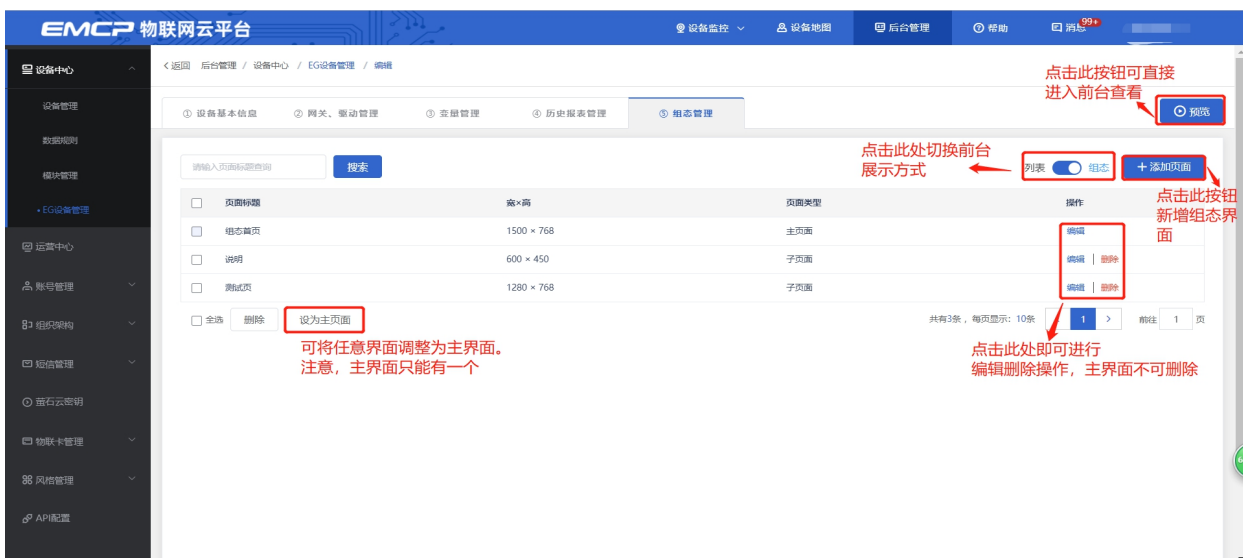 EMCP 物联网云平台
设备监控
设备地图
后台管理
帮助
消息
99+
设备中心
设备管理
数据规则
模块管理
• EG设备管理
运营中心
账号管理
组织架构
短信管理
萤石云密钥
物联卡管理
风格管理
API配置
<返回 后台管理 / 设备中心 / EG设备管理 / 编辑
① 设备基本信息
② 网关、驱动管理
③ 变量管理
④ 历史报表管理
⑤ 组态管理
点击此按钮可直接
进入前台查看
预览
请输入页面标题查询
搜索
点击此处切换前台
展示方式
列表
组态
+ 添加页面
点击此按钮
新增组态界
面
页面标题 宽×高 页面类型 操作
组态首页 1500 × 768 主页面 编辑
说明 600 × 450 子页面 编辑 | 删除
测试页 1280 × 768 子页面 编辑 | 删除
全选 删除 设为主页面
共有3条，每页显示：10条 1 > 前往 1 页
可将任意界面调整为主界面。
注意，主界面只能有一个
点击此处即可进行
编辑删除操作，主界面不可删除